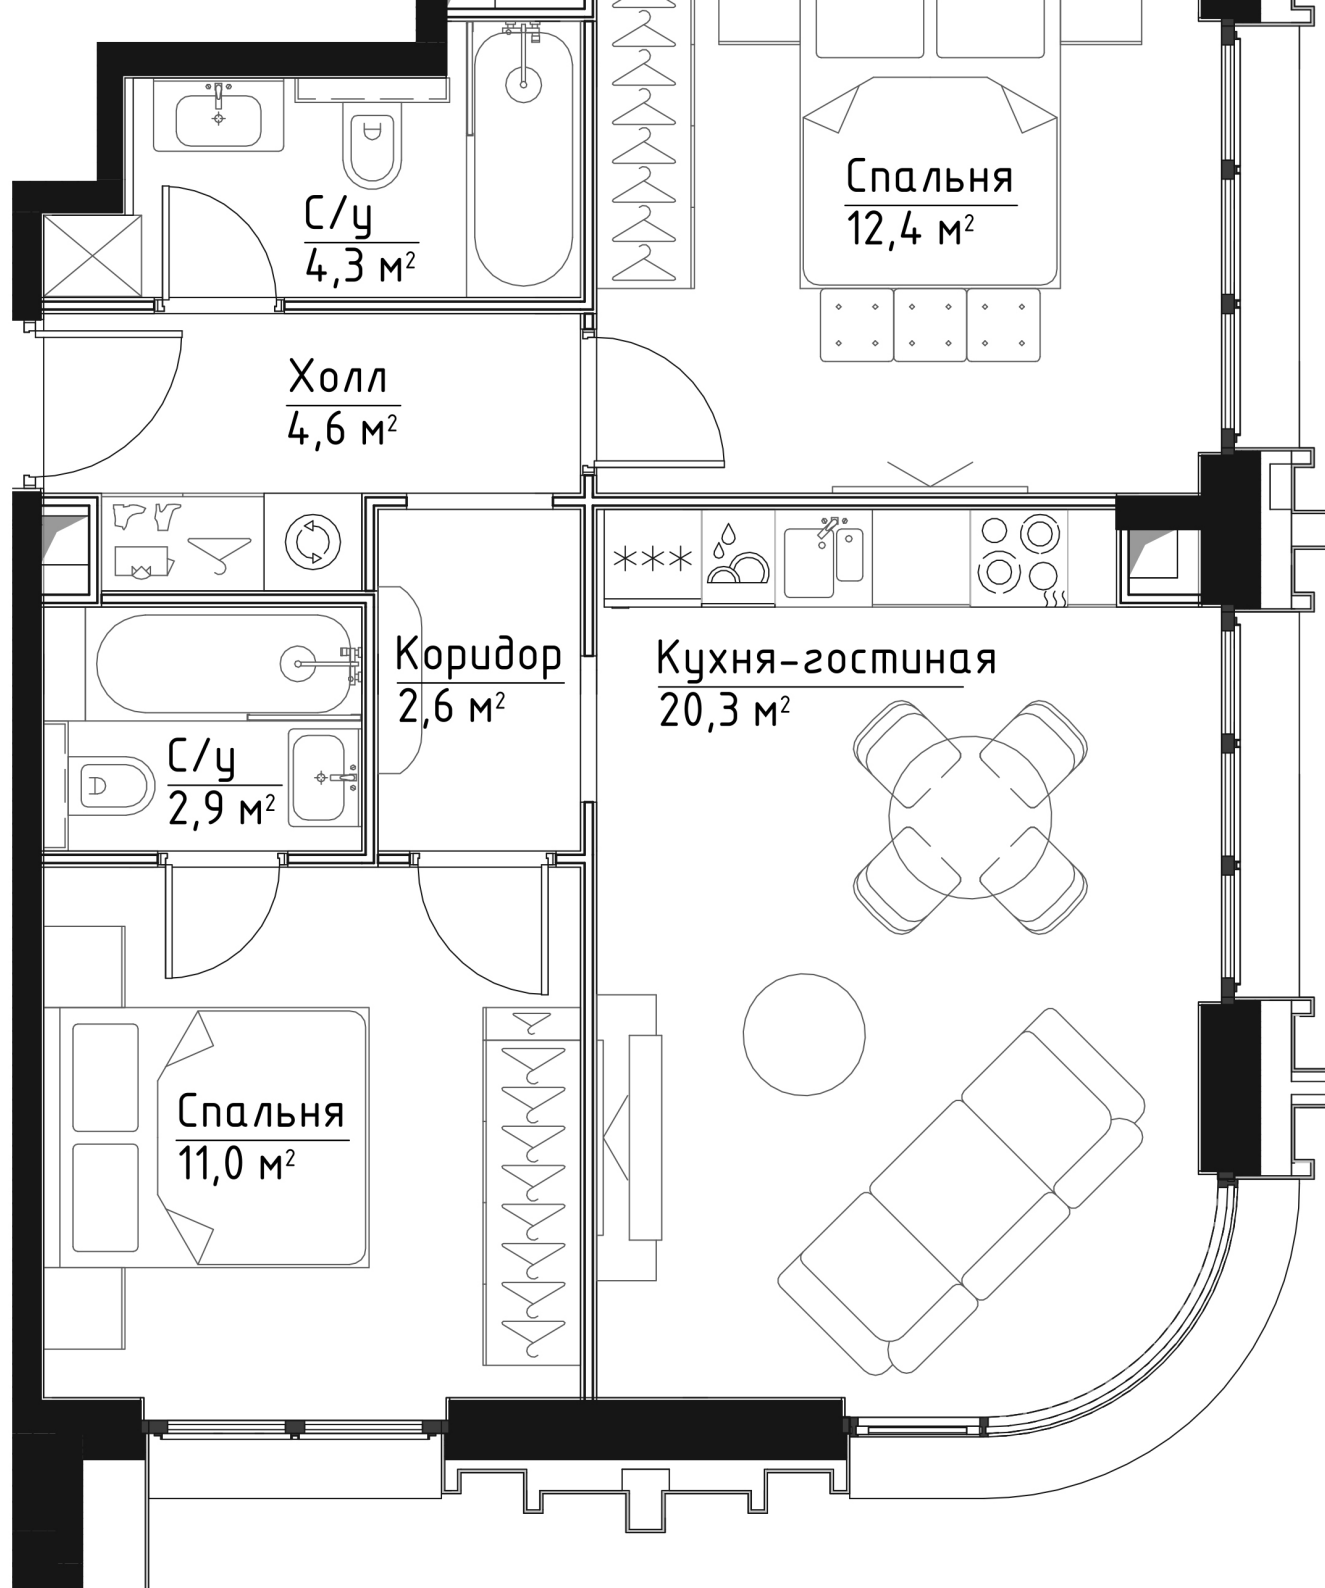 Спальня
12,4 м²
С/у
4,3 м²
Холл
4,6 м²
Коридор
2,6 м²
Кухня-гостиная
20,3 м²
С/у
2,9 м²
Спальня
11,0 м²